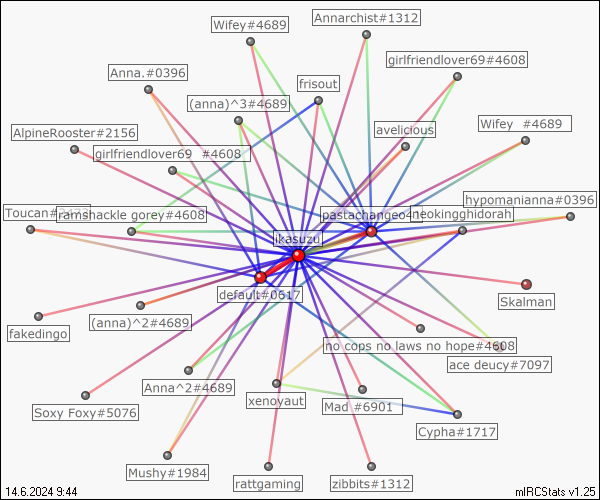 Annarchist#1312
Wifey#4689
girlfriendlover69#4608
Anna.#0396
frisout
(anna)^3#4689
Wifey #4689
avelicious
AlpineRooster#2156
girlfriendlover69 #4608
hypomanianna#0396
Toucan#
ramshackle gorey#4608
pastachangeo4n
neokingghidorah
ikasuzu
default#0617
Skalman
(anna)^2#4689
fakedingo
no cops no laws no hope#4608
ace deucy#7097
Anna^2#4689
xenoyaut
Mad #6901
Soxy Foxy#5076
Cypha#1717
Mushy#1984
rattgaming
zibbits#1312
14.6.2024 9:44
mIRCStats v1.25